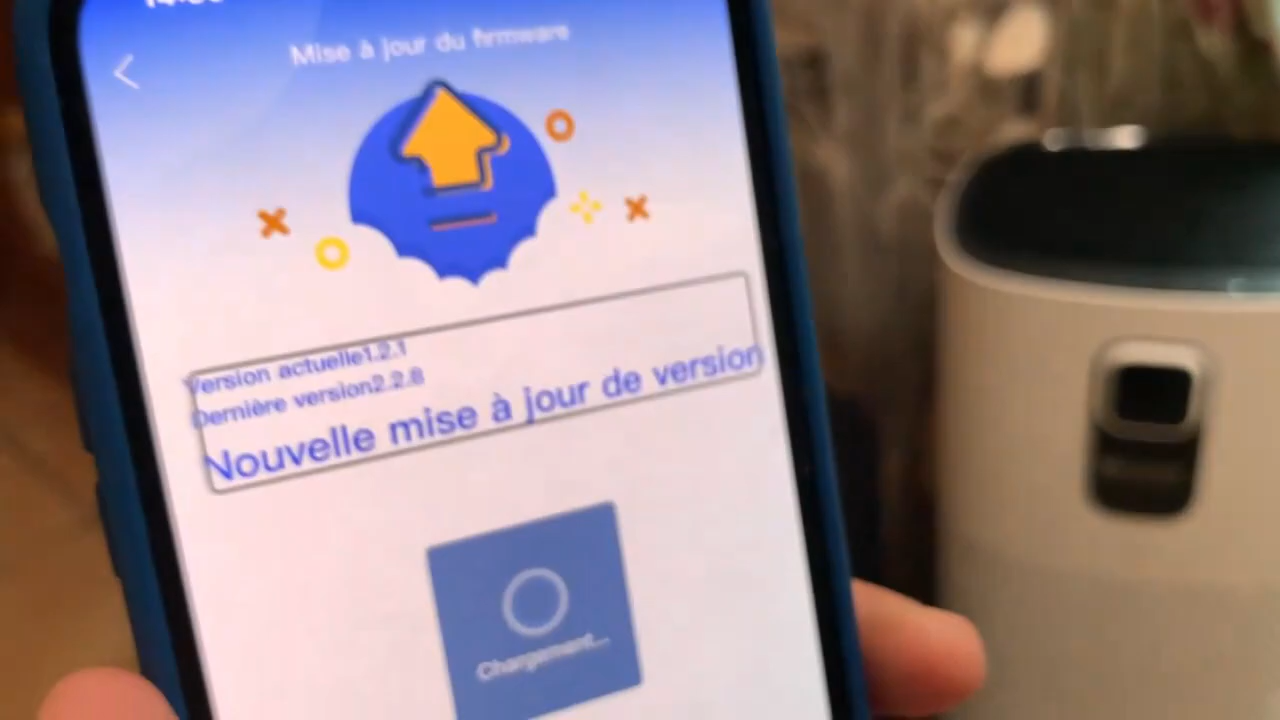 Mise à jour du firmware
Version actuelle1.2.1
Dernière version2.2.8
Nouvelle mise à jour de version
Chargement...